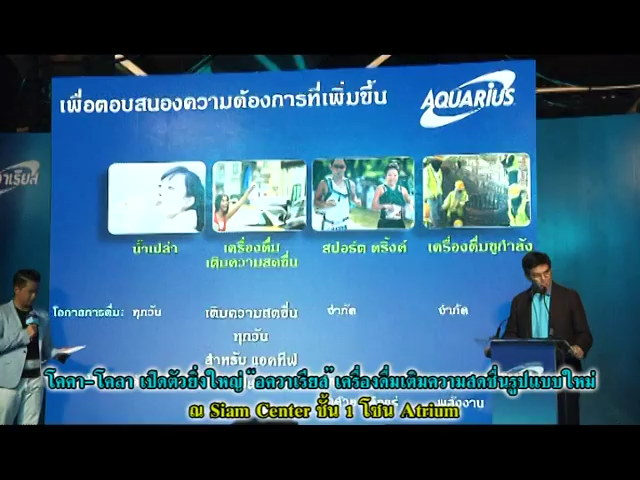 เพื่อตอบสนองความต้องการที่เพิ่มขึ้น
AQUARIUS
น้ำเปล่า
เครื่องดื่ม
เติมความสดชื่น
สปอร์ต ดริ้งค์
เครื่องดื่มชูกำลัง
โอกาสการดื่ม:
ทุกวัน
เติมความสดชื่น
ทุกวัน
สำหรับ แอคทีฟ
จำกัด
จำกัด
พลังงาน
โคคา-โคลา เปิดตัวยิ่งใหญ่ "อควาเรียส" เครื่องดื่มเติมความสดชื่นรูปแบบใหม่
ณ Siam Center ชั้น 1 โซน Atrium